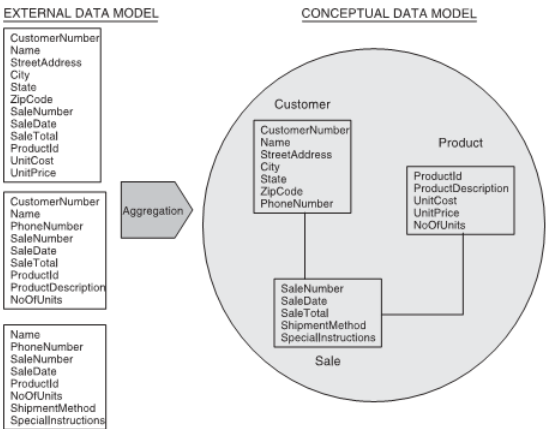 EXTERNAL DATA MODEL
CustomerNumber
Name
StreetAddress
City
State
ZipCode
SaleNumber
SaleDate
SaleTotal
ProductId
UnitCost
UnitPrice
CustomerNumber
Name
PhoneNumber
SaleNumber
SaleDate
SaleTotal
ProductId
ProductDescription
NoOfUnits
Name
PhoneNumber
SaleNumber
SaleDate
ProductId
NoOfUnits
ShipmentMethod
SpecialInstructions
Aggregation
CONCEPTUAL DATA MODEL
Customer
CustomerNumber
Name
StreetAddress
City
State
ZipCode
PhoneNumber
Product
ProductId
ProductDescription
UnitCost
UnitPrice
NoOfUnits
SaleNumber
SaleDate
SaleTotal
ShipmentMethod
SpecialInstructions
Sale